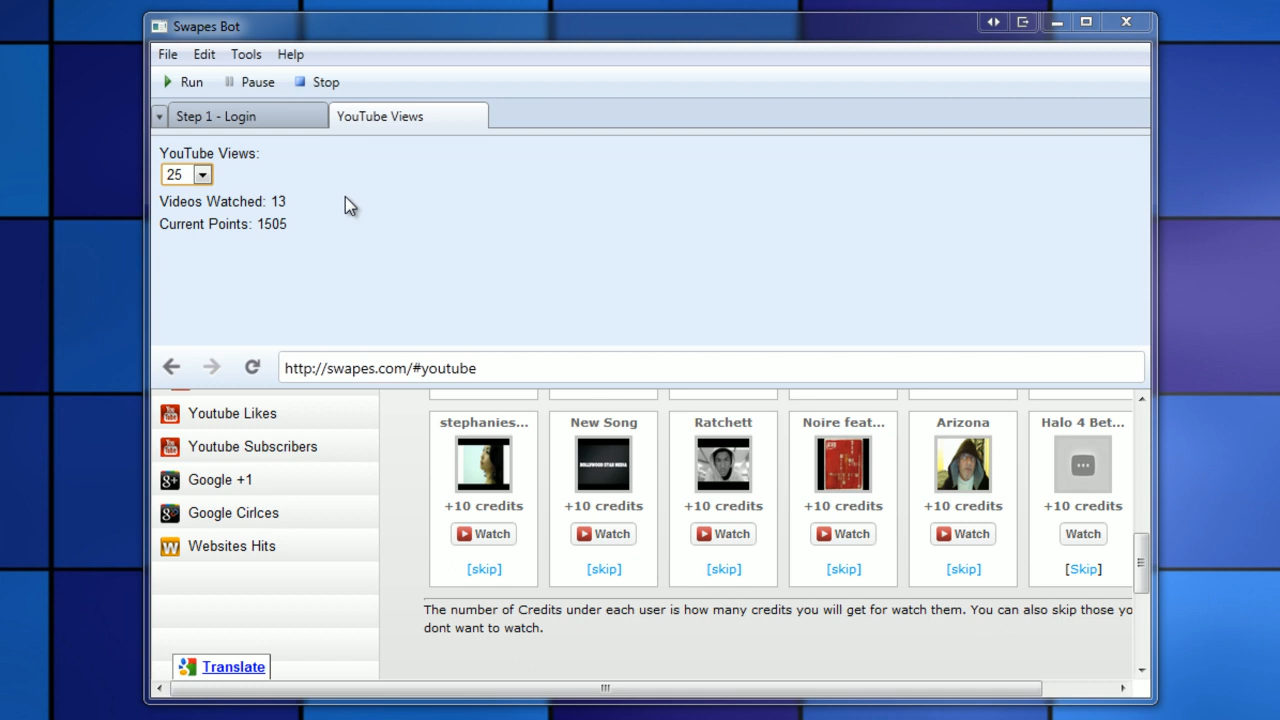 Swapes Bot
File Edit Tools Help
Run Pause Stop
Step 1 - Login YouTube Views
YouTube Views:
25
Videos Watched: 13
Current Points: 1505
http://swapes.com/#youtube
Youtube Likes
Youtube Subscribers
Google +1
Google Cirlces
Websites Hits
Translate
stephanies... New Song Ratchett Noire feat... Arizona Halo 4 Bet...
BOLLYWOOD STAR MEDIA
+10 credits +10 credits +10 credits +10 credits +10 credits +10 credits
Watch Watch Watch Watch Watch Watch
[skip] [skip] [skip] [skip] [skip] [Skip]
The number of Credits under each user is how many credits you will get for watch them. You can also skip those yo
dont want to watch.